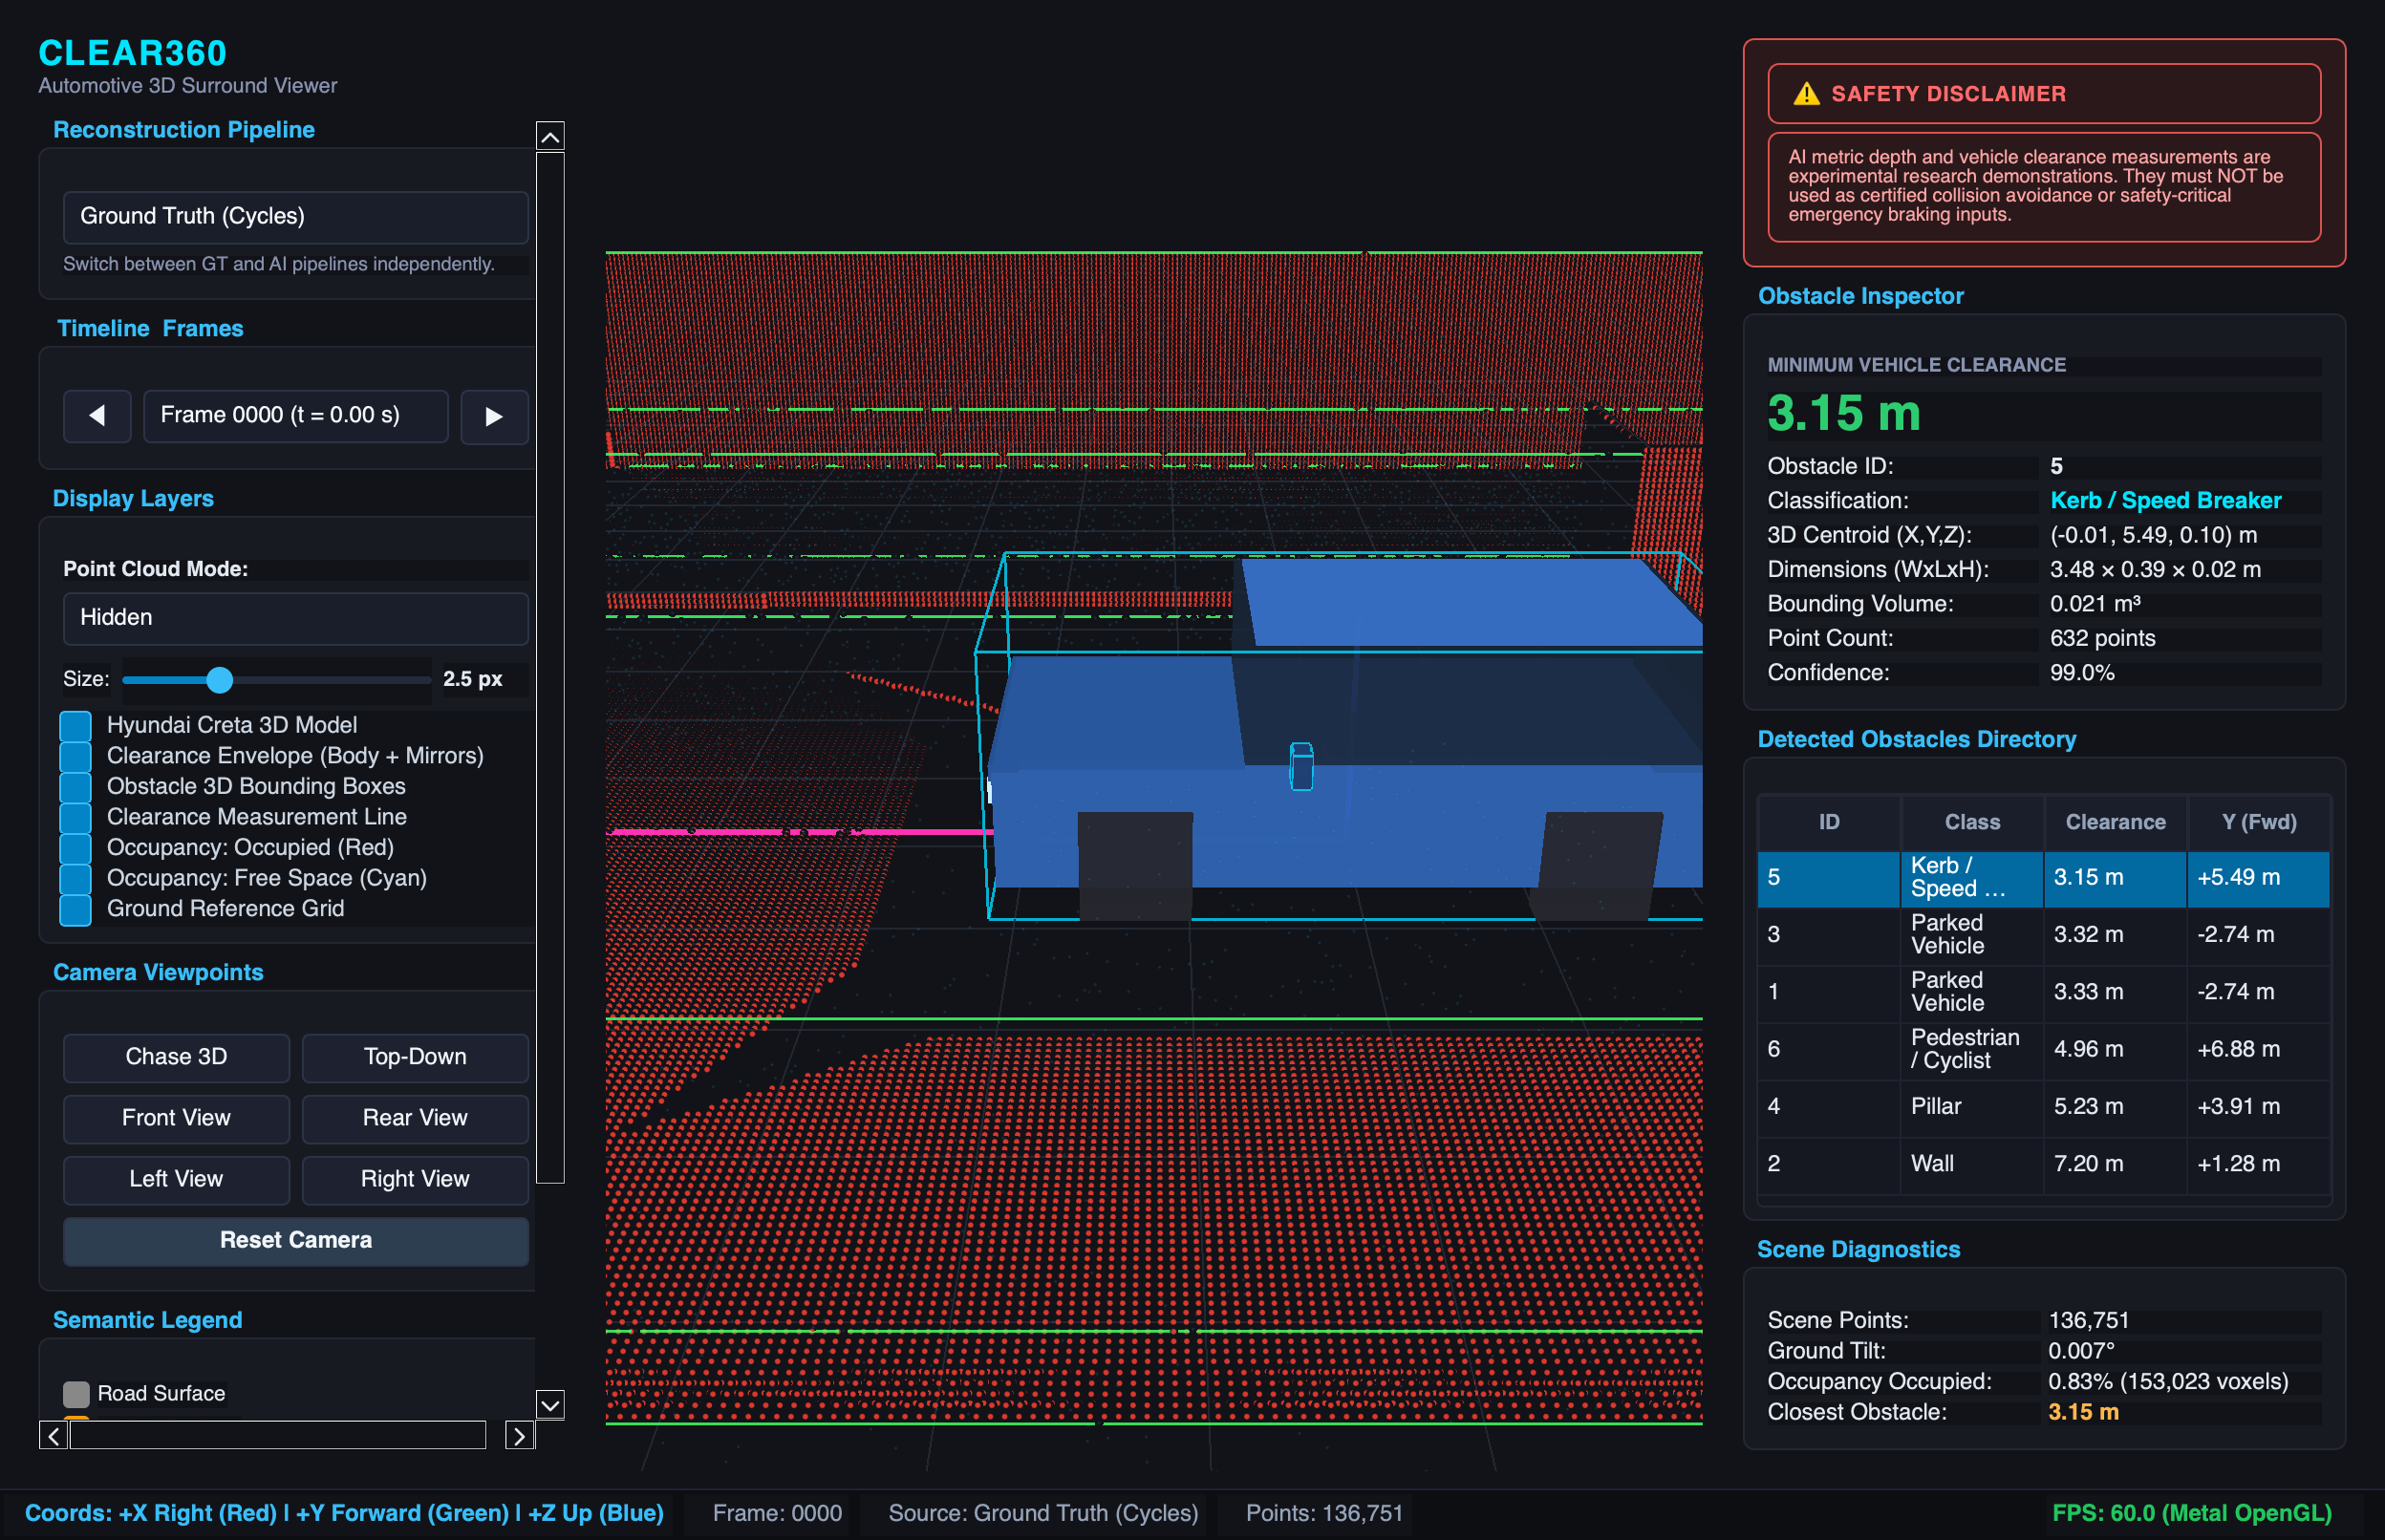 CLEAR360
Automotive 3D Surround Viewer
Reconstruction Pipeline
Ground Truth (Cycles)
Switch between GT and AI pipelines independently.
Timeline  Frames
Frame 0000 (t = 0.00 s)
Display Layers
Point Cloud Mode:
Hidden
Size:
2.5 px
Hyundai Creta 3D Model
Clearance Envelope (Body + Mirrors)
Obstacle 3D Bounding Boxes
Clearance Measurement Line
Occupancy: Occupied (Red)
Occupancy: Free Space (Cyan)
Ground Reference Grid
Camera Viewpoints
Chase 3D
Top-Down
Front View
Rear View
Left View
Right View
Reset Camera
Semantic Legend
Road Surface
SAFETY DISCLAIMER
AI metric depth and vehicle clearance measurements are
experimental research demonstrations. They must NOT be
used as certified collision avoidance or safety-critical
emergency braking inputs.
Obstacle Inspector
MINIMUM VEHICLE CLEARANCE
3.15 m
Obstacle ID: 5
Classification: Kerb / Speed Breaker
3D Centroid (X,Y,Z): (-0.01, 5.49, 0.10) m
Dimensions (WxLxH): 3.48 × 0.39 × 0.02 m
Bounding Volume: 0.021 m³
Point Count: 632 points
Confidence: 99.0%
Detected Obstacles Directory
ID Class Clearance Y (Fwd)
5 Kerb / Speed … 3.15 m +5.49 m
3 Parked Vehicle 3.32 m -2.74 m
1 Parked Vehicle 3.33 m -2.74 m
6 Pedestrian / Cyclist 4.96 m +6.88 m
4 Pillar 5.23 m +3.91 m
2 Wall 7.20 m +1.28 m
Scene Diagnostics
Scene Points: 136,751
Ground Tilt: 0.007°
Occupancy Occupied: 0.83% (153,023 voxels)
Closest Obstacle: 3.15 m
Coords: +X Right (Red) | +Y Forward (Green) | +Z Up (Blue)
Frame: 0000
Source: Ground Truth (Cycles)
Points: 136,751
FPS: 60.0 (Metal OpenGL)